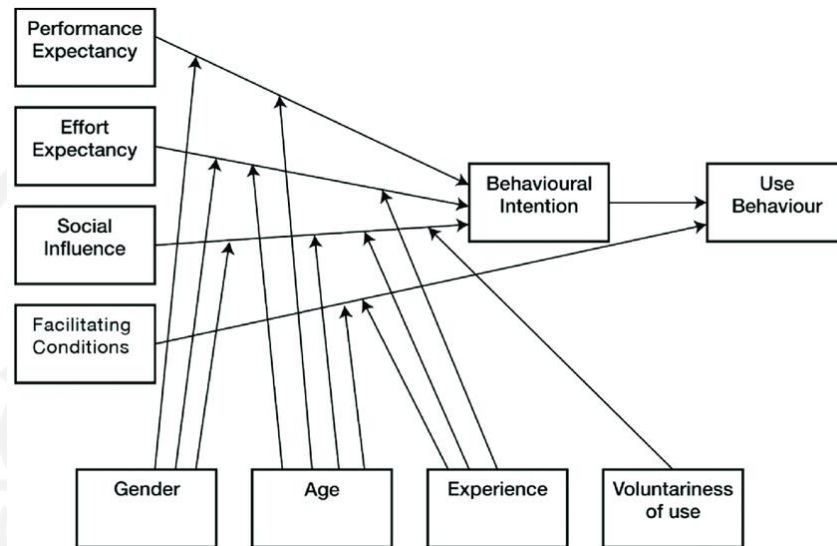 Performance
Expectancy
Effort
Expectancy
Social
Influence
Facilitating
Conditions
Behavioural
Intention
Use
Behaviour
Gender
Age
Experience
Voluntariness
of use